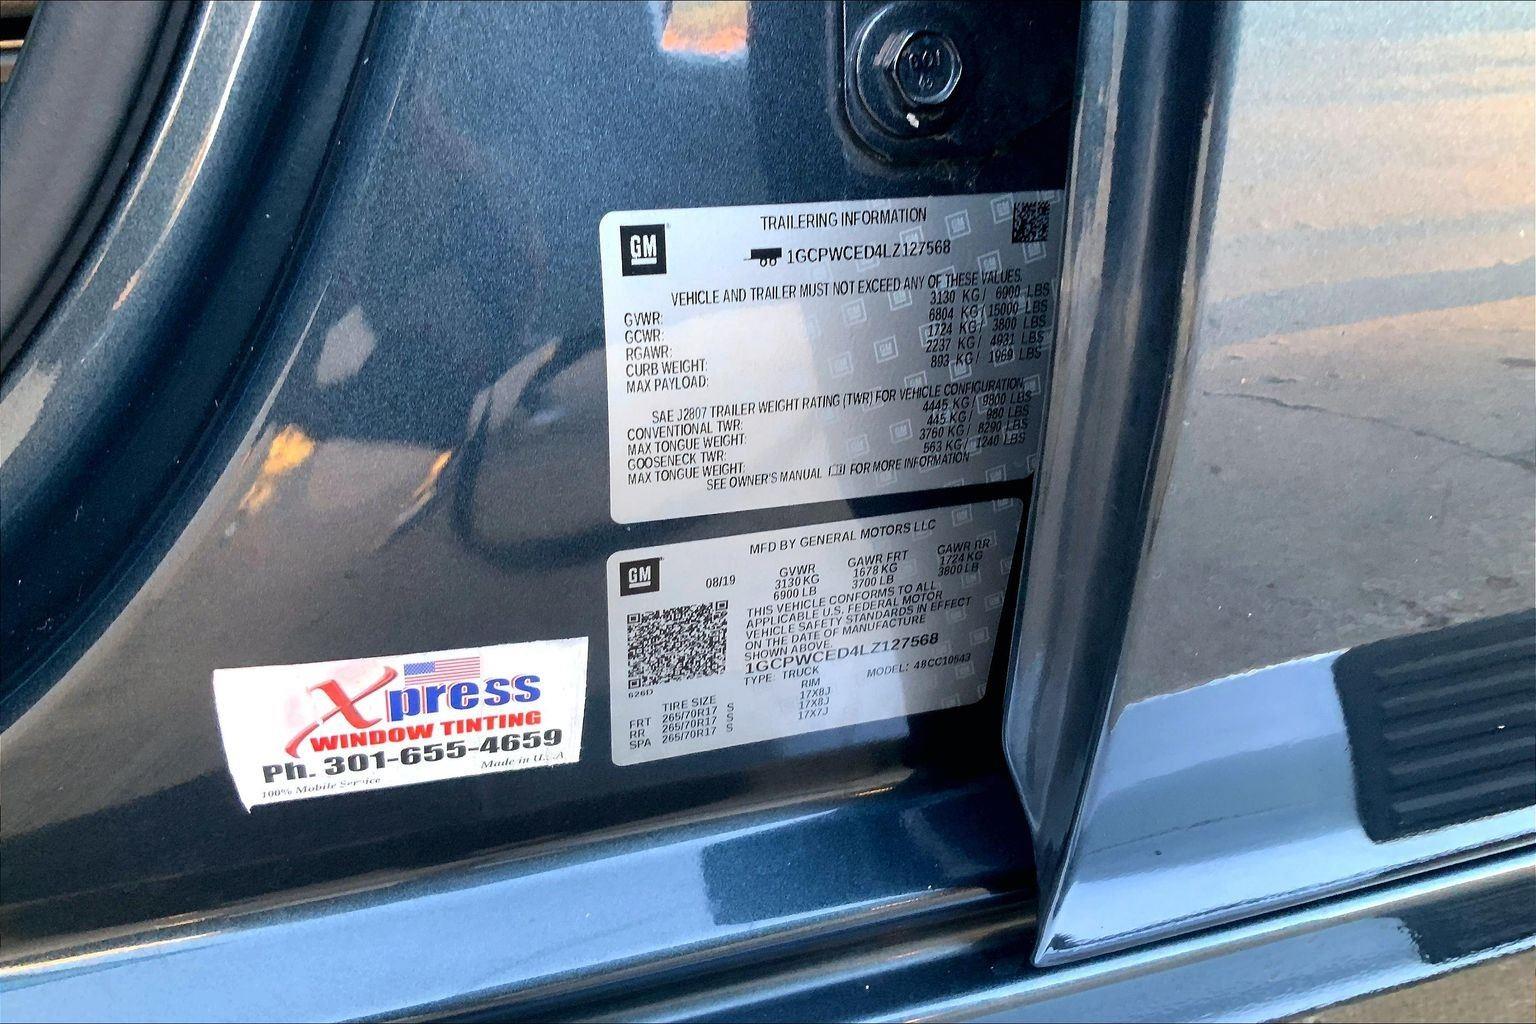 DOT
GM
TRAILERING INFORMATION
1GCPWCED4LZ127568
VEHICLE AND TRAILER MUST NOT EXCEED ANY OF THESE VALUES.
GVWR: 3130 KG/ 6900 LBS
GCWR: 6804 KG/ 15000 LBS
RGAWR: 1724 KG/ 3800 LBS
CURB WEIGHT: 2237 KG/ 4931 LBS
MAX PAYLOAD: 893 KG/ 1969 LBS
SAE J2807 TRAILER WEIGHT RATING (TWR) FOR VEHICLE CONFIGURATION
CONVENTIONAL TWR: 4445 KG/ 9800 LBS
MAX TONGUE WEIGHT: 445 KG/ 980 LBS
GOOSENECK TWR: 3760 KG/ 8290 LBS
MAX TONGUE WEIGHT: 563 KG/ 1240 LBS
SEE OWNER'S MANUAL FOR MORE INFORMATION
GM
MFD BY GENERAL MOTORS LLC
08/19
GVWR GAWR FRT GAWR RR
3130 KG 1678 KG 1724 KG
6900 LB 3700 LB 3800 LB
THIS VEHICLE CONFORMS TO ALL
APPLICABLE U.S. FEDERAL MOTOR
VEHICLE SAFETY STANDARDS IN EFFECT
ON THE DATE OF MANUFACTURE
SHOWN ABOVE.
1GCPWCED4LZ127568
TYPE: TRUCK MODEL: 48CC10543
626D
TIRE SIZE RIM
FRT 265/70R17 S 17X8J
RR 265/70R17 S 17X8J
SPA 265/70R17 S 17X7J
Xpress
WINDOW TINTING
Ph. 301-655-4659
100% Mobile Service Made in U.S.A